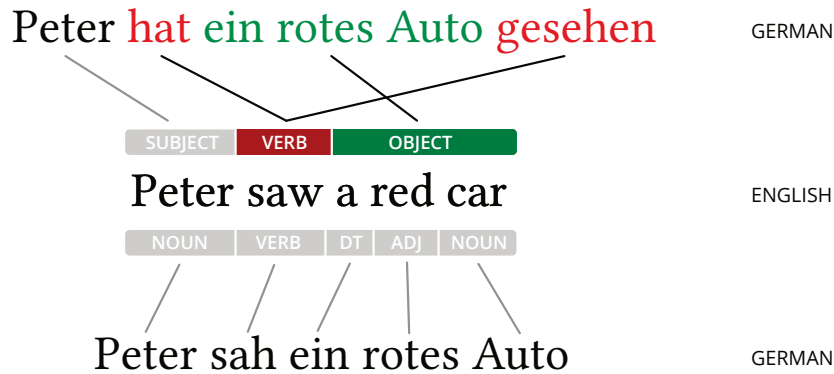 Peter hat ein rotes Auto gesehen GERMAN
SUBJECT VERB OBJECT
Peter saw a red car ENGLISH
NOUN VERB DT ADJ NOUN
Peter sah ein rotes Auto GERMAN